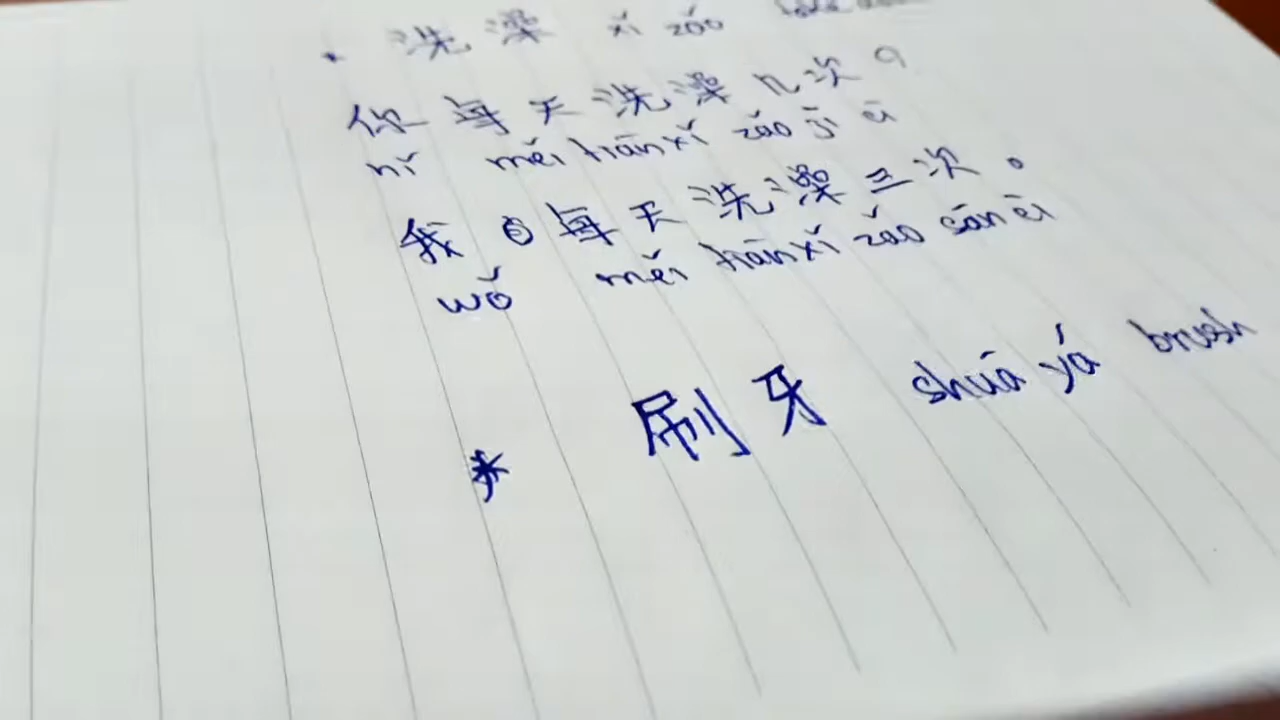 * 洗澡 xǐ zǎo
你每天洗澡几次?
nǐ měi tiān xǐ zǎo jǐ cì
我每天洗澡三次。
wǒ měi tiān xǐ zǎo sān cì
* 刷牙 shuā yá brush